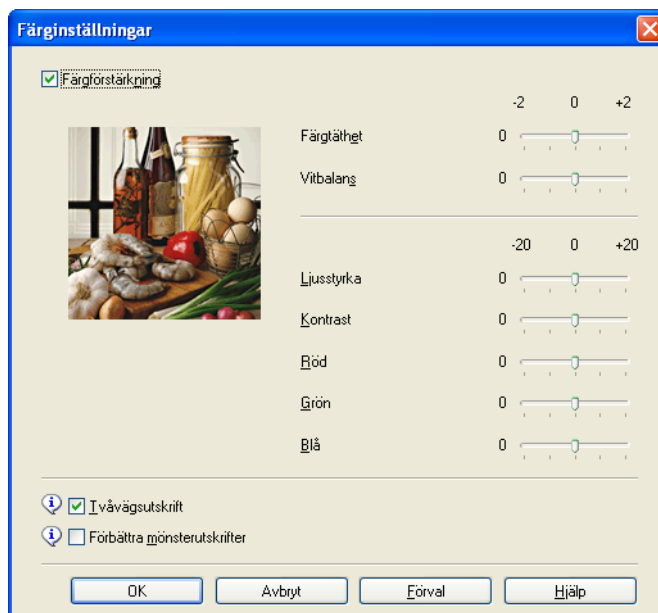 Färginställningar
Färgförstärkning
-2 0 +2
Färgtäthet 0
Vitbalans 0
-20 0 +20
Ljusstyrka 0
Kontrast 0
Röd 0
Grön 0
Blå 0
Tvåvägsutskrift
Förbättra mönsterutskrifter
OK Avbryt Förval Hjälp